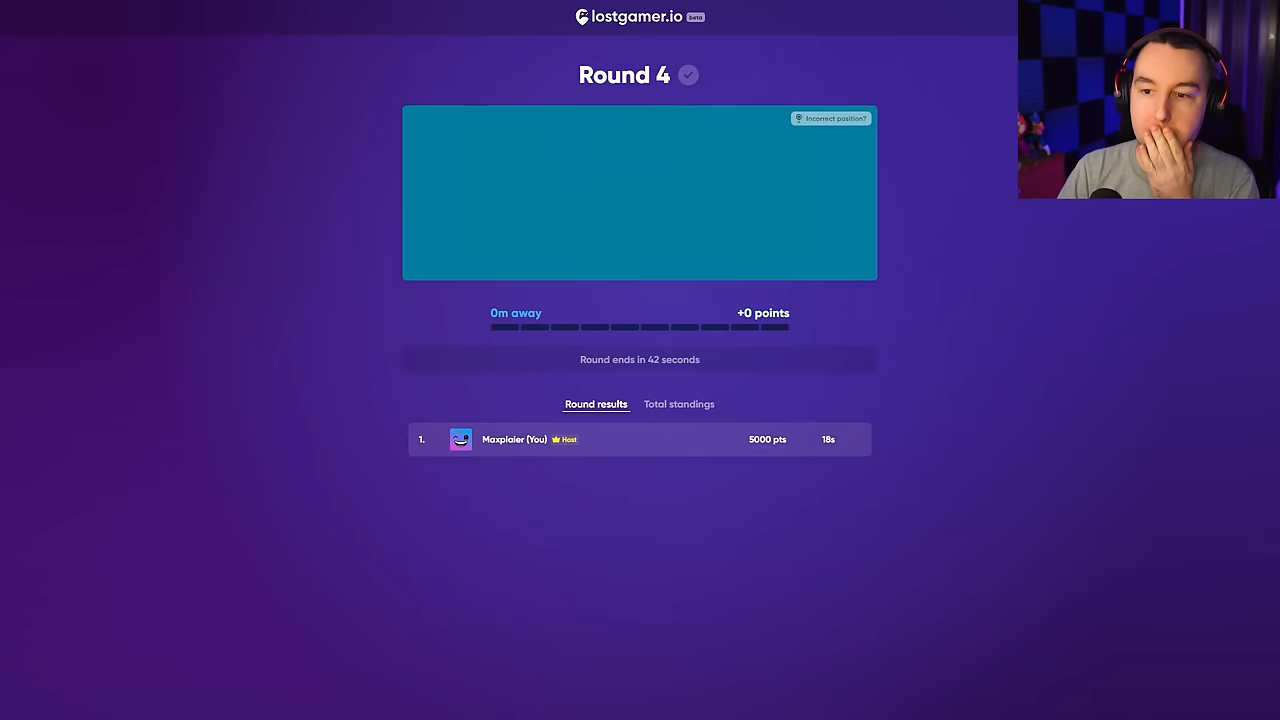 lostgamer.io beta
Round 4
Incorrect position?
0m away +0 points
Round ends in 42 seconds
Round results Total standings
1. Maxplaier (You) Host 5000 pts 18s